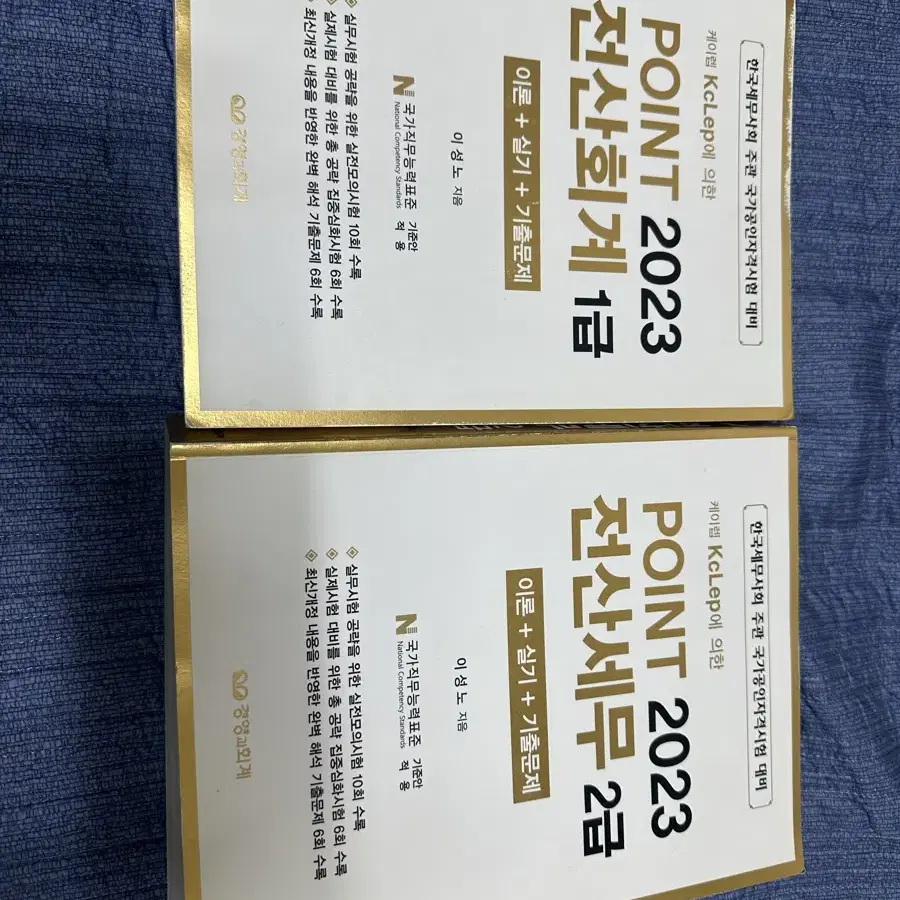 한국세무사회 주관 국가공인자격시험 대비
케이렙 KcLep에 의한
POINT 2023
전산회계 1급
이론 + 실기 + 기출문제
이성노 지음
국가직무능력표준 기준안 적용
National Competency Standards
실무시험 공략을 위한 실전모의시험 10회 수록
실제시험 대비를 위한 총 공략 집중심화시험 6회 수록
최신개정 내용을 반영한 완벽 해석 기출문제 6회 수록
경영과회계
한국세무사회 주관 국가공인자격시험 대비
케이렙 KcLep에 의한
POINT 2023
전산세무 2급
이론 + 실기 + 기출문제
이성노 지음
국가직무능력표준 기준안 적용
National Competency Standards
실무시험 공략을 위한 실전모의시험 10회 수록
실제시험 대비를 위한 총 공략 집중심화시험 6회 수록
최신개정 내용을 반영한 완벽 해석 기출문제 6회 수록
경영과회계